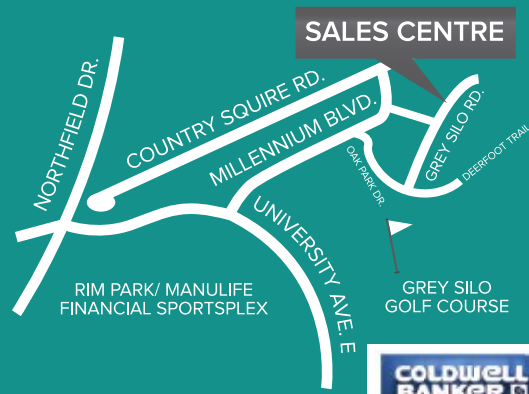 SALES CENTRE
NORTHFIELD DR.
COUNTRY SQUIRE RD.
MILLENNIUM BLVD.
GREY SILO RD.
OAK PARK DR.
DEERFOOT TRAIL
UNIVERSITY AVE. E
RIM PARK/ MANULIFE
FINANCIAL SPORTSPLEX
GREY SILO
GOLF COURSE
COLDWELL
BANKER